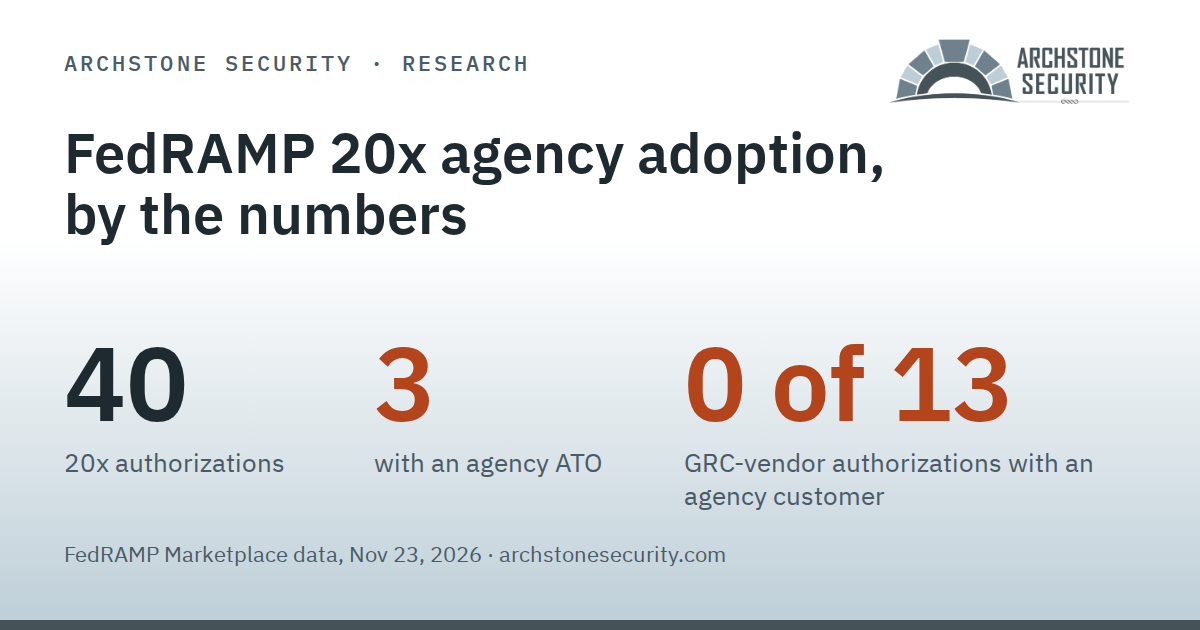 ARCHSTONE SECURITY · RESEARCH
ARCHSTONE
SECURITY
FedRAMP 20x agency adoption,
by the numbers
40
20x authorizations
3
with an agency ATO
0 of 13
GRC-vendor authorizations with an
agency customer
FedRAMP Marketplace data, Nov 23, 2026 · archstonesecurity.com